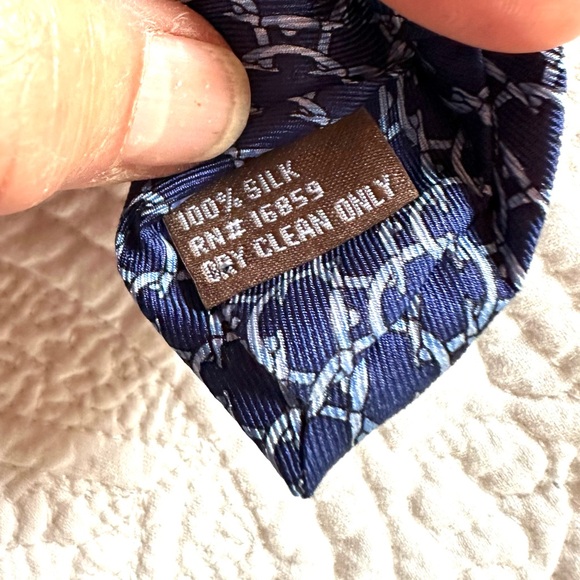 100% SILK
RN# 16859
DRY CLEAN ONLY